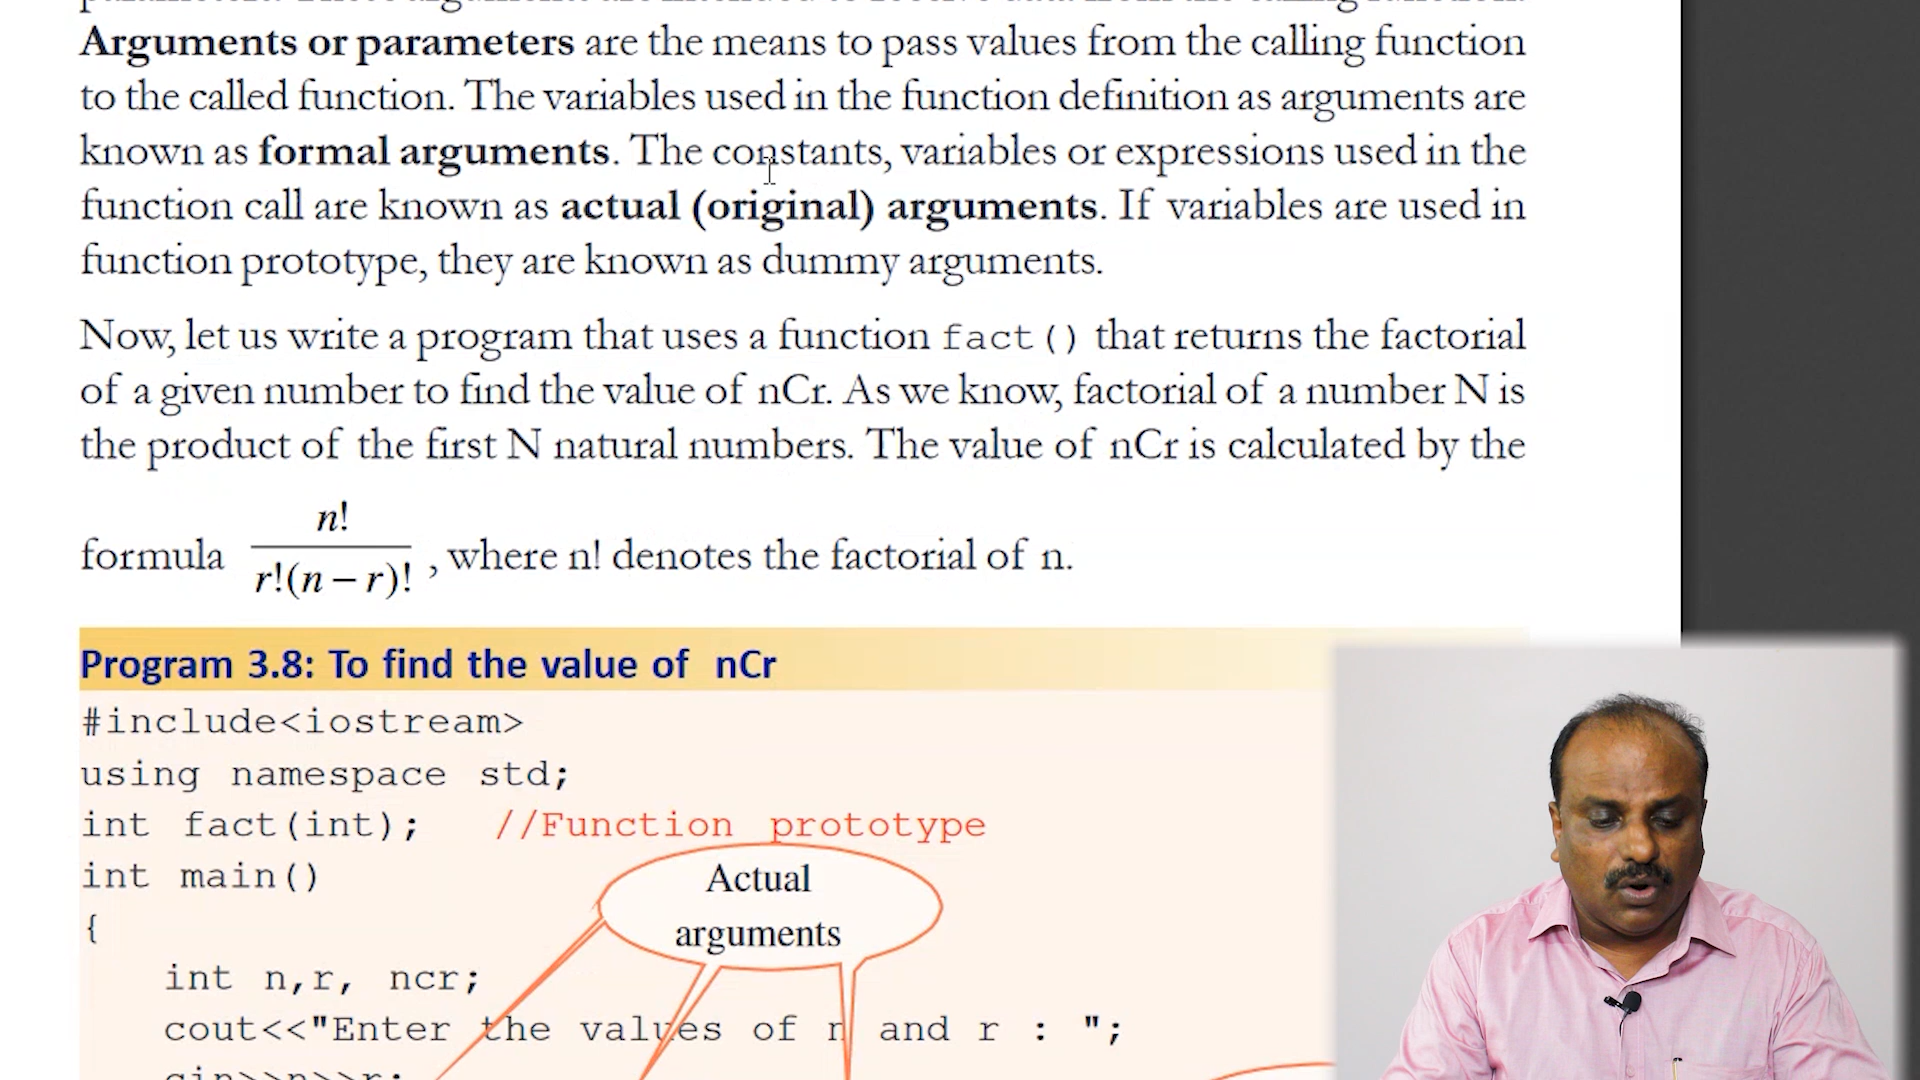 Arguments or parameters are the means to pass values from the calling function
to the called function. The variables used in the function definition as arguments are
known as formal arguments. The constants, variables or expressions used in the
function call are known as actual (original) arguments. If variables are used in
function prototype, they are known as dummy arguments.
Now, let us write a program that uses a function fact() that returns the factorial
of a given number to find the value of nCr. As we know, factorial of a number N is
the product of the first N natural numbers. The value of nCr is calculated by the
n!
formula r!(n – r)! , where n! denotes the factorial of n.
Program 3.8: To find the value of nCr
#include<iostream>
using namespace std;
int fact(int); //Function prototype
int main()
Actual
arguments
{
int n,r, ncr;
cout<<"Enter the values of n and r : ";
cin>>n>>r;